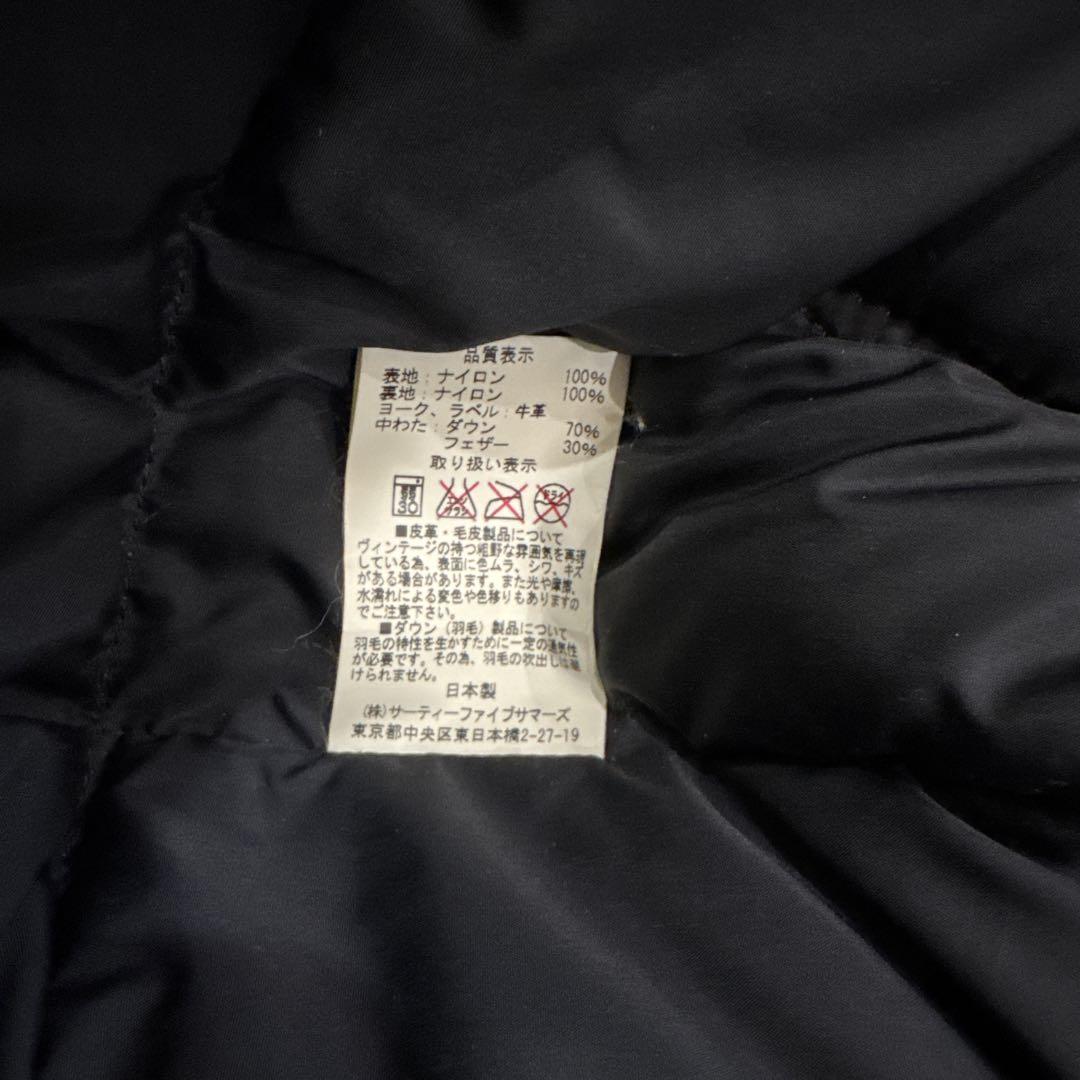 品質表示
表地:ナイロン 100%
裏地:ナイロン 100%
ヨーク、ラベル:牛革
中わた:ダウン 70%
フェザー 30%
取り扱い表示
30 エンソ サラシ ドライ
■皮革・毛皮製品について
ヴィンテージの持つ粗野な雰囲気を再現
している為、表面に色ムラ、シワ、キズ
がある場合があります。また光や摩擦、
水濡れによる変色や色移りもありますの
でご注意下さい。
■ダウン(羽毛)製品について
羽毛の特性を生かすために一定の通気性
が必要です。その為、羽毛の吹出しは避
けられません。
日本製
(株)サーティーファイブサマーズ
東京都中央区東日本橋2-27-19